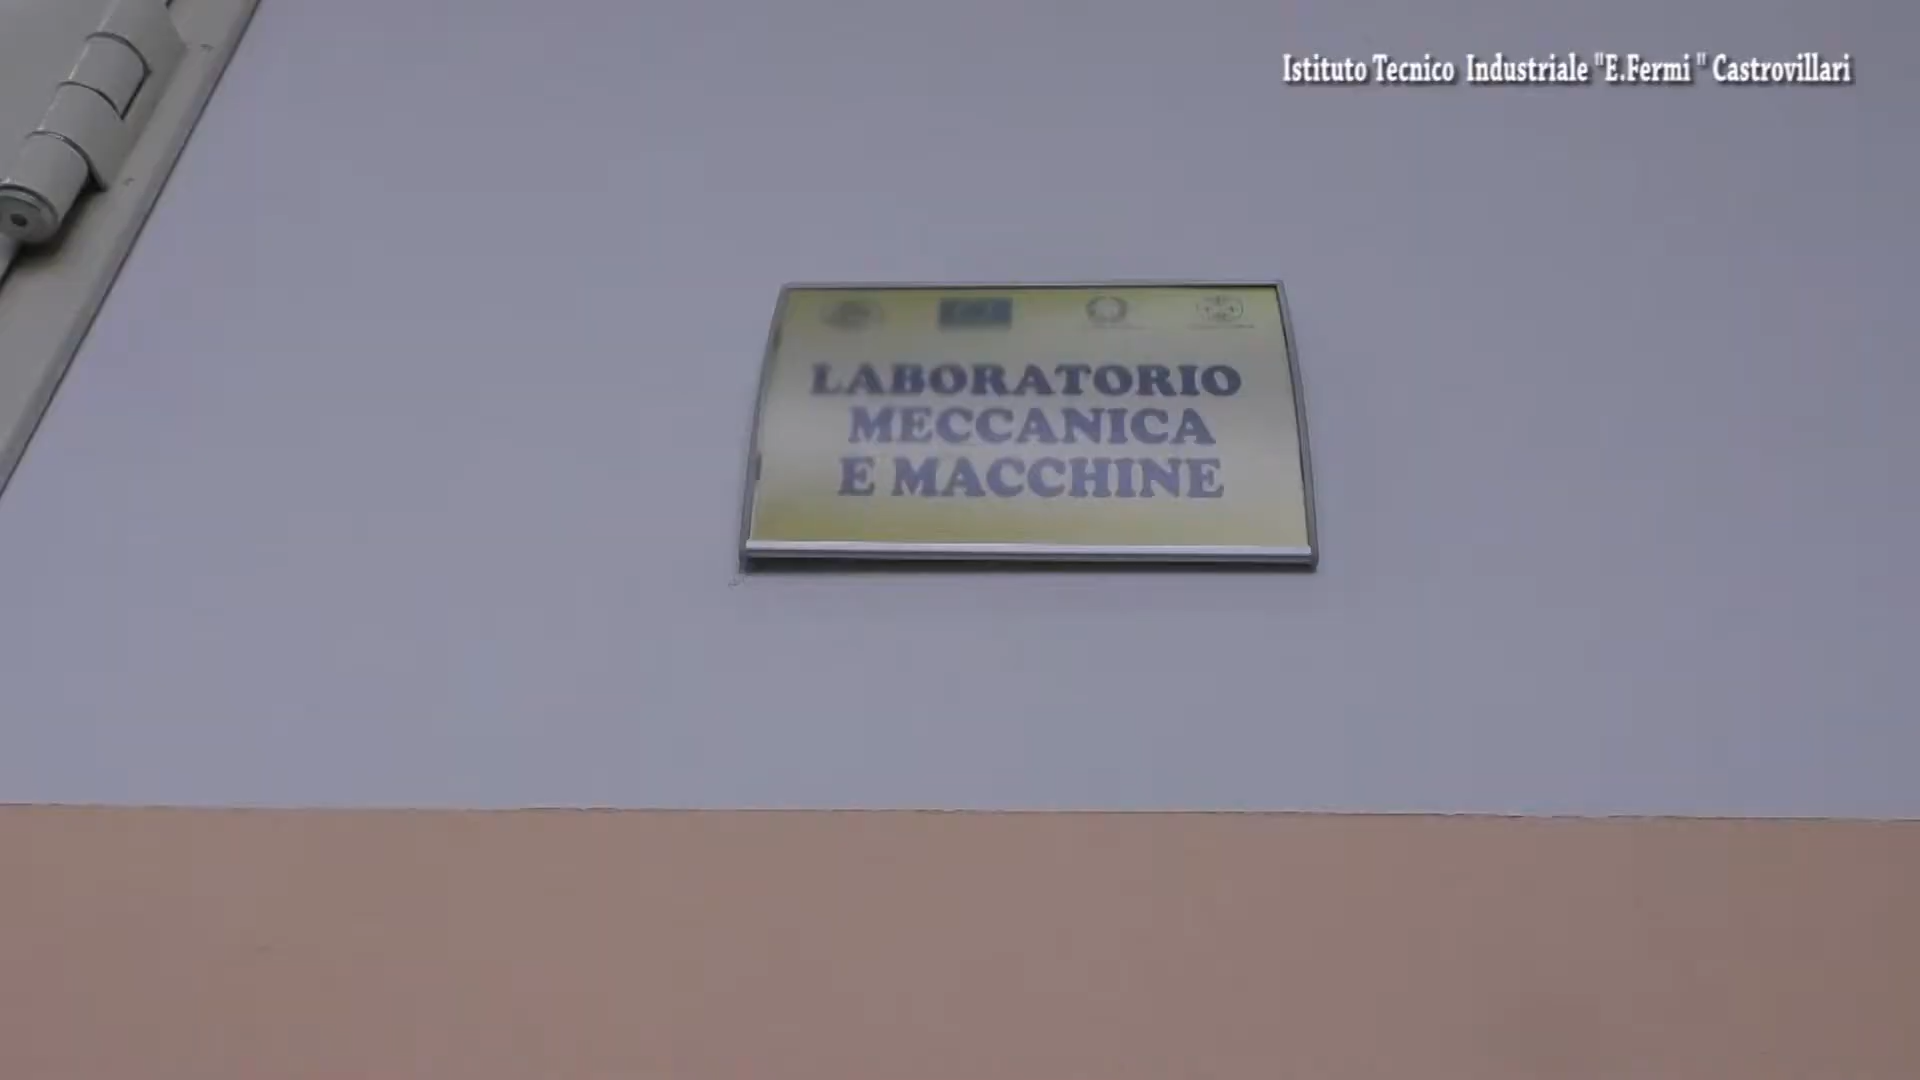 Istituto Tecnico Industriale "E.Fermi " Castrovillari
LABORATORIO
MECCANICA
E MACCHINE